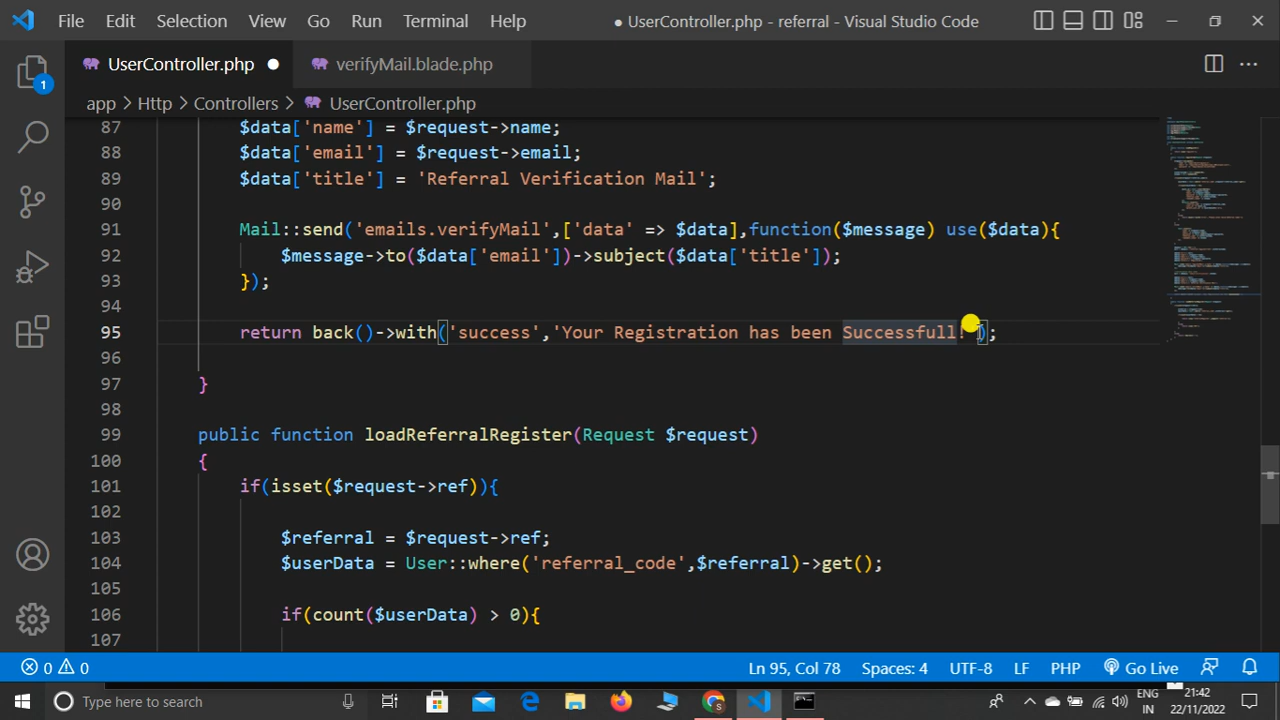 File Edit Selection View Go Run Terminal Help ● UserController.php - referral - Visual Studio Code
UserController.php ● verifyMail.blade.php
app > Http > Controllers > UserController.php
1
87 $data['name'] = $request->name;
88 $data['email'] = $request->email;
89 $data['title'] = 'Referral Verification Mail';
90
91 Mail::send('emails.verifyMail',['data' => $data],function($message) use($data){
92 $message->to($data['email'])->subject($data['title']);
93 });
94
95 return back()->with('success','Your Registration has been Successfull!');
96
97 }
98
99 public function loadReferralRegister(Request $request)
100 {
101 if(isset($request->ref)){
102
103 $referral = $request->ref;
104 $userData = User::where('referral_code',$referral)->get();
105
106 if(count($userData) > 0){
107
0 0 Ln 95, Col 78 Spaces: 4 UTF-8 LF PHP Go Live
Type here to search ENG IN 21:42 22/11/2022